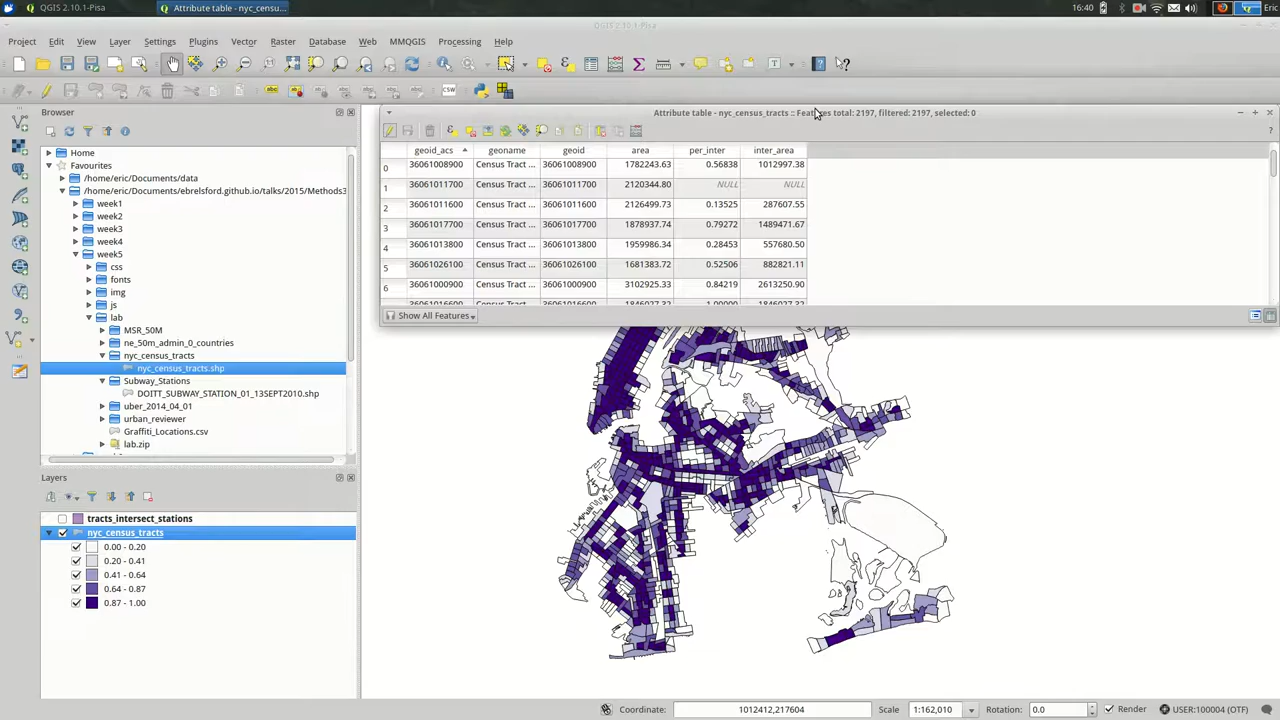 QGIS 2.10.1-Pisa
Attribute table - nyc_censu...
16:40
Eric
QGIS 2.10.1-Pisa
Project Edit View Layer Settings Plugins Vector Raster Database Web MMQGIS Processing Help
Browser
Home
Favourites
/home/eric/Documents/data
/home/eric/Documents/ebrelsford.github.io/talks/2015/Methods3
week1
week2
week3
week4
week5
css
fonts
img
js
lab
MSR_50M
ne_50m_admin_0_countries
nyc_census_tracts
nyc_census_tracts.shp
Subway_Stations
DOITT_SUBWAY_STATION_01_13SEPT2010.shp
uber_2014_04_01
urban_reviewer
Graffiti_Locations.csv
lab.zip
Layers
tracts_intersect_stations
nyc_census_tracts
0.00 - 0.20
0.20 - 0.41
0.41 - 0.64
0.64 - 0.87
0.87 - 1.00
Attribute table - nyc_census_tracts :: Features total: 2197, filtered: 2197, selected: 0
geoid_acs geoname geoid area per_inter inter_area
0 36061008900 Census Tract ... 36061008900 1782243.63 0.56838 1012997.38
1 36061011700 Census Tract ... 36061011700 2120344.80 NULL NULL
2 36061011600 Census Tract ... 36061011600 2126499.73 0.13525 287607.55
3 36061017700 Census Tract ... 36061017700 1878937.74 0.79272 1489471.67
4 36061013800 Census Tract ... 36061013800 1959986.34 0.28453 557680.50
5 36061026100 Census Tract ... 36061026100 1681383.72 0.52506 882821.11
6 36061000900 Census Tract ... 36061000900 3102925.33 0.84219 2613250.90
Show All Features
Coordinate: 1012412,217604 Scale 1:162,010 Rotation: 0.0 Render USER:100004 (OTF)